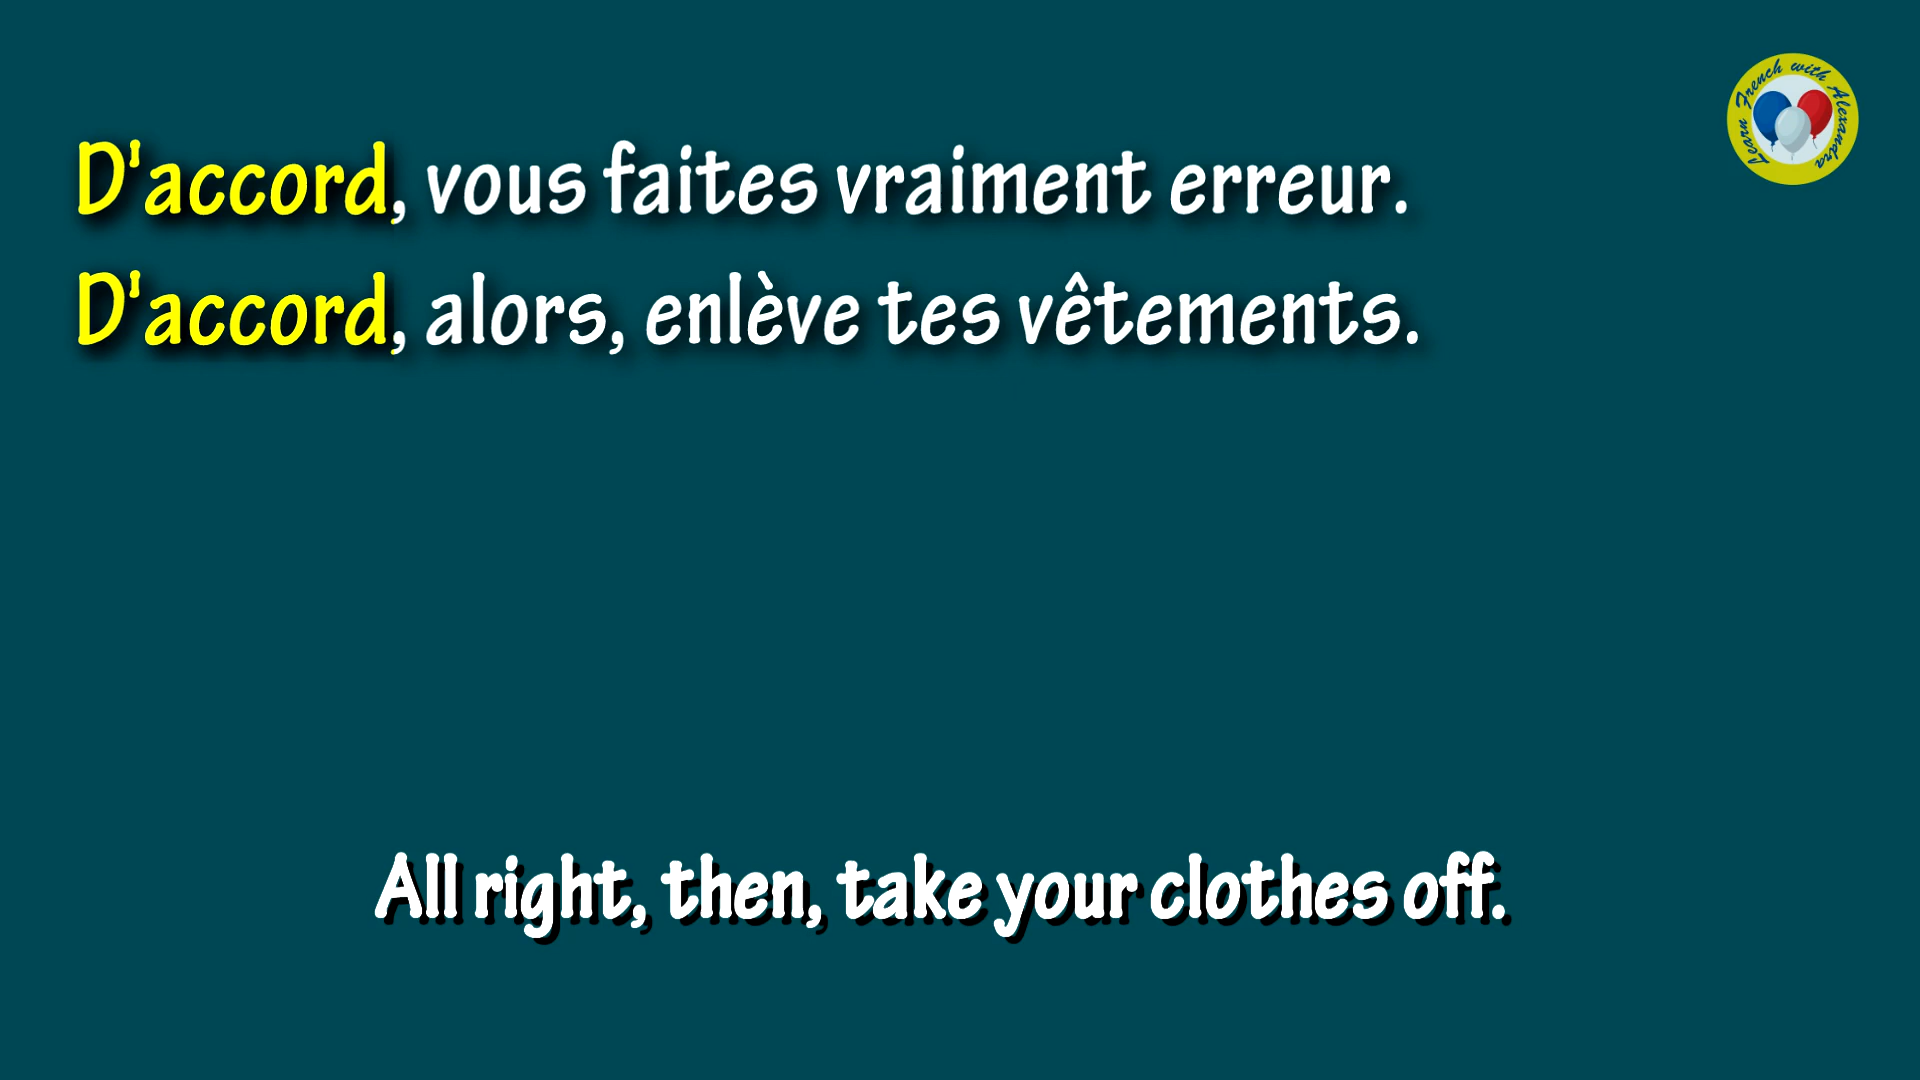 Learn French with Alexandra
D'accord, vous faites vraiment erreur.
D'accord, alors, enlève tes vêtements.
All right, then, take your clothes off.